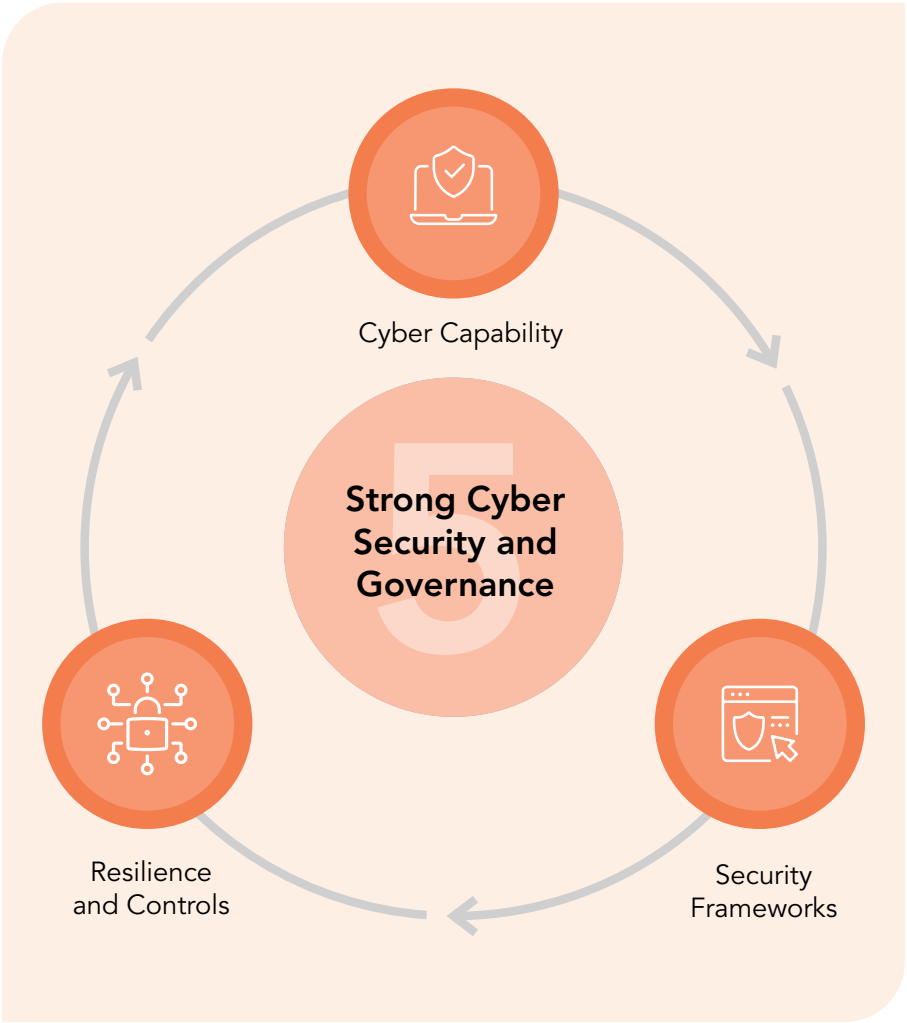 Cyber Capability
5
Strong Cyber
Security and
Governance
Resilience
and Controls
Security
Frameworks